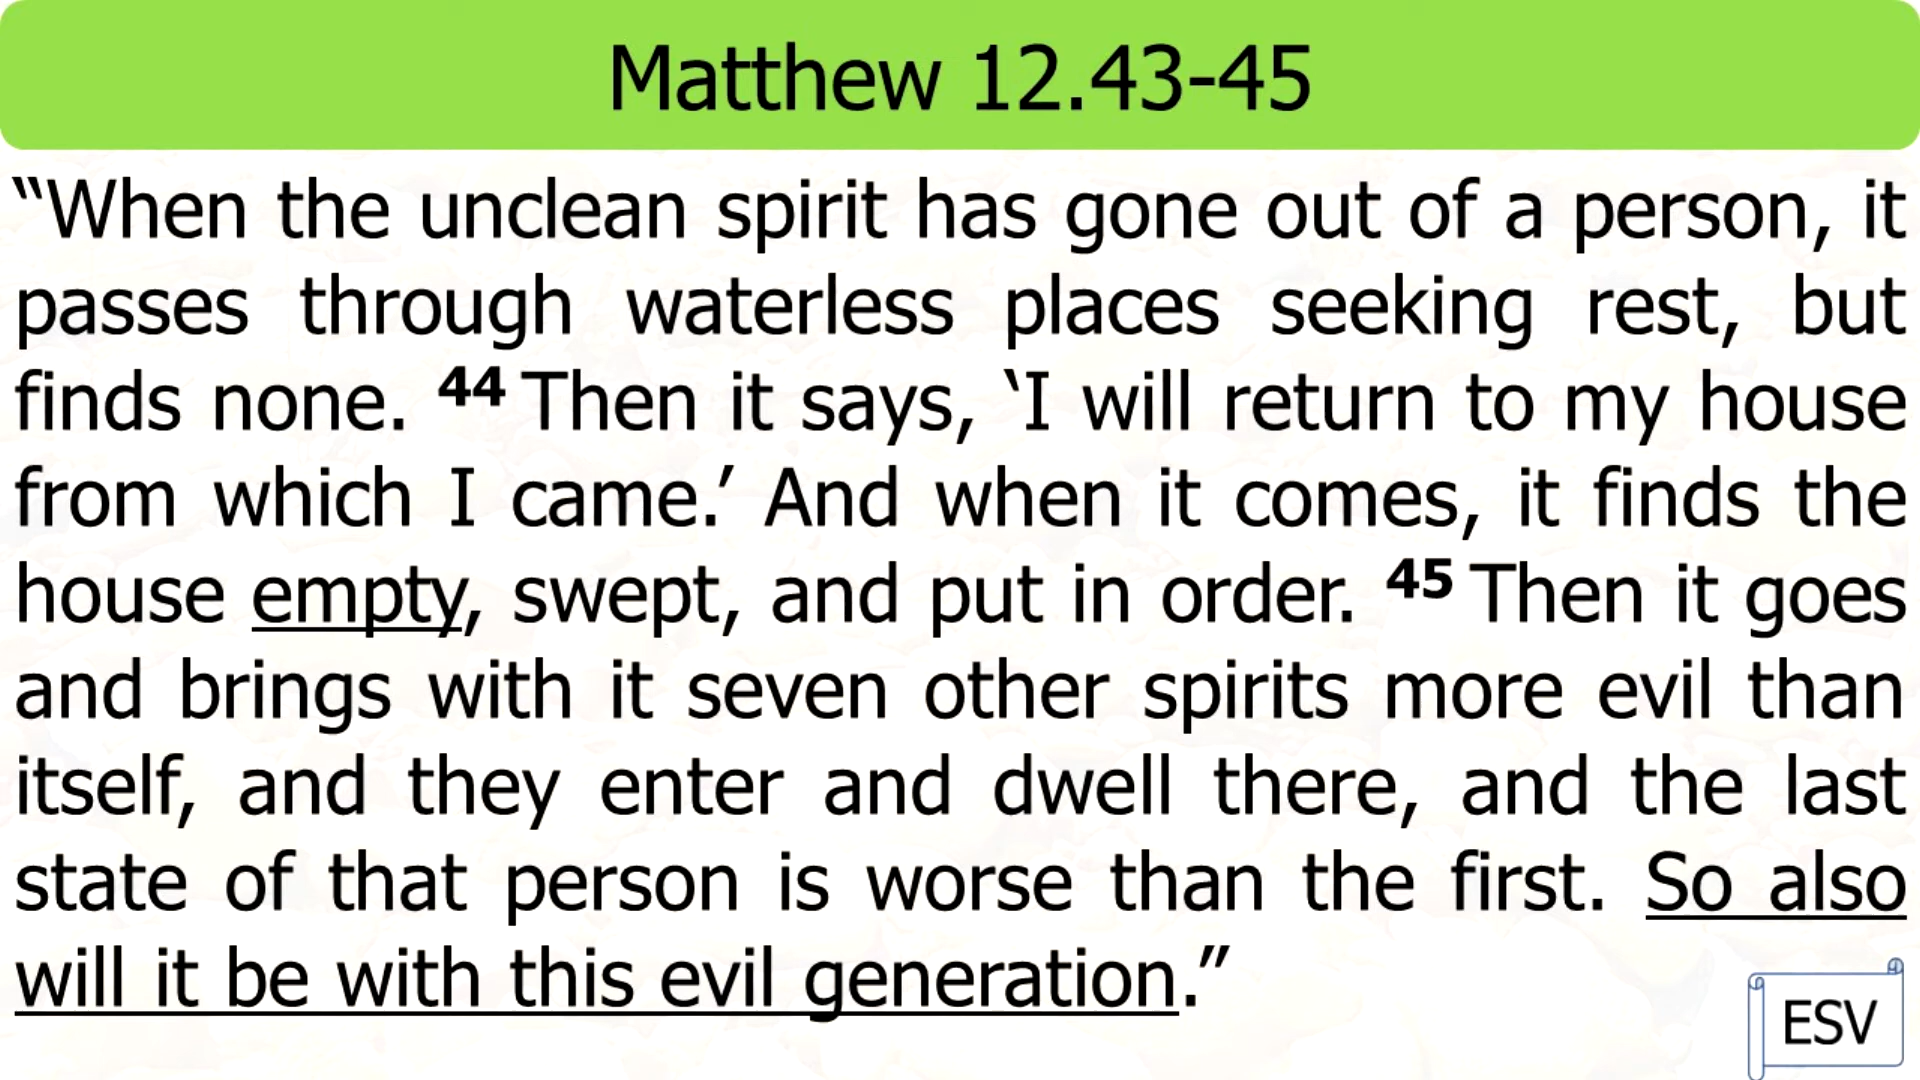 Matthew 12.43-45
“When the unclean spirit has gone out of a person, it
passes through waterless places seeking rest, but
finds none. 44 Then it says, ‘I will return to my house
from which I came.’ And when it comes, it finds the
house empty, swept, and put in order. 45 Then it goes
and brings with it seven other spirits more evil than
itself, and they enter and dwell there, and the last
state of that person is worse than the first. So also
will it be with this evil generation.”
ESV